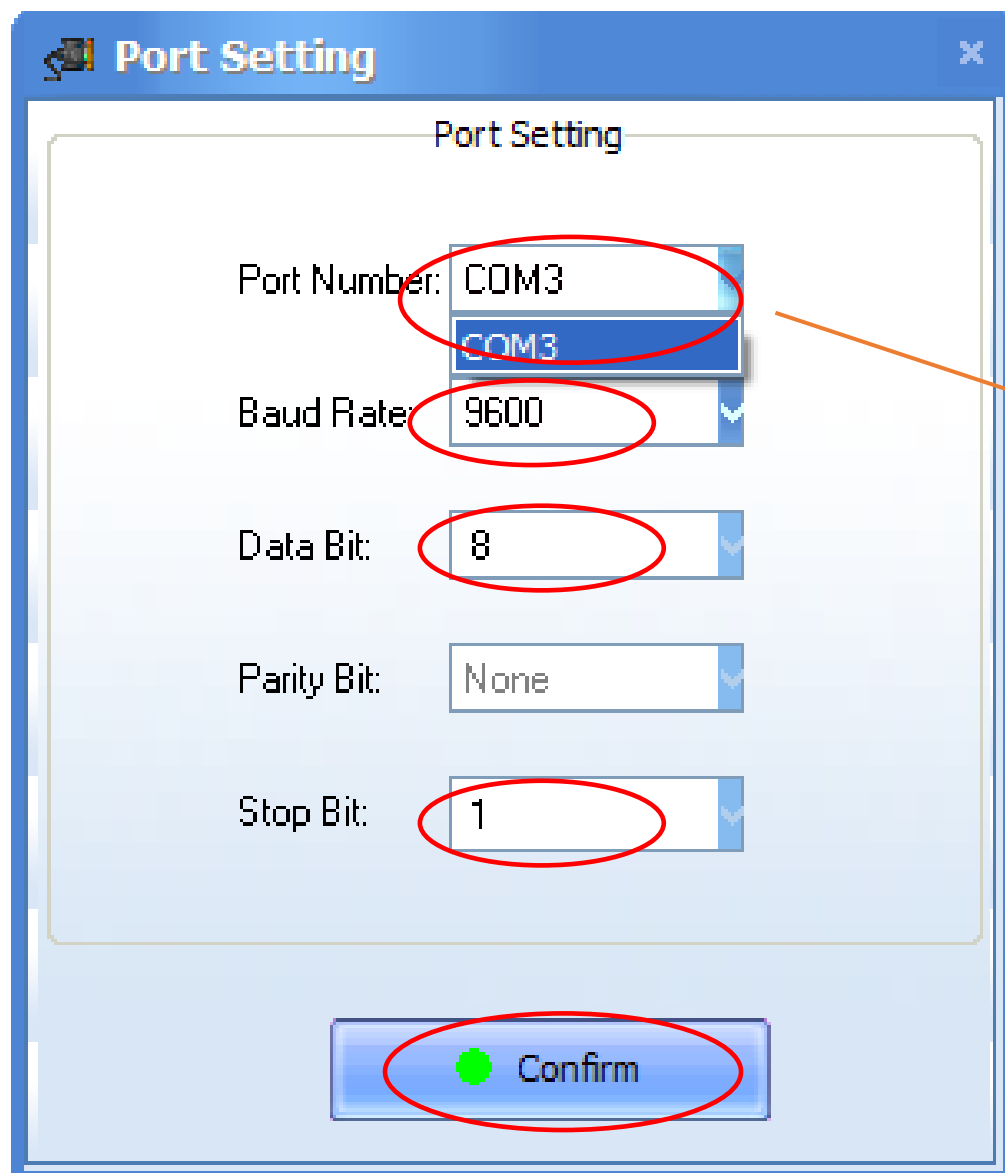 Port Setting
Port Setting
Port Number: COM3
COM3
Baud Rate: 9600
Data Bit: 8
Parity Bit: None
Stop Bit: 1
Confirm